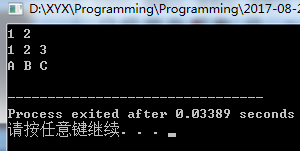 D:\XYX\Programming\Programming\2017-08-2
1 2
1 2 3
A B C
--------------------------------
Process exited after 0.03389 seconds
请按任意键继续. . .